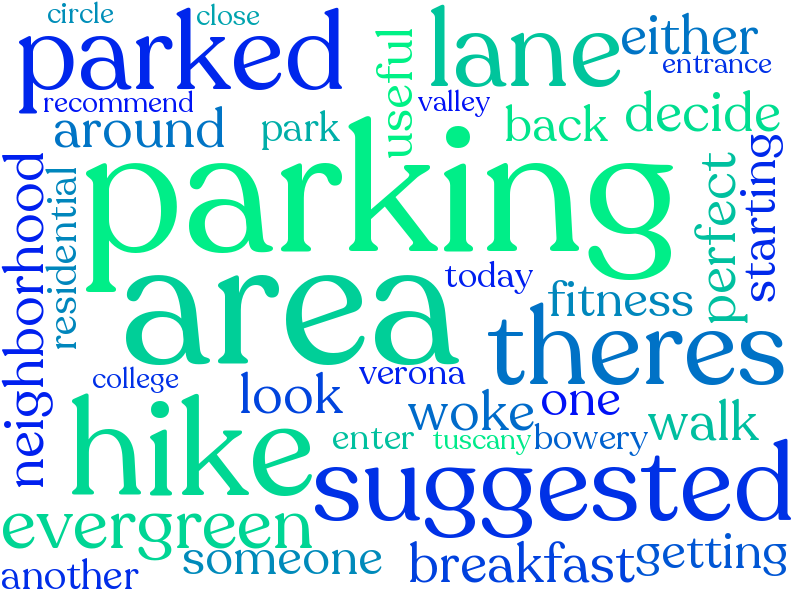 circle
close
parked
lane
either
entrance
recommend
useful
valley
around
park
back
decide
parking
neighborhood
residential
perfect
starting
area
today
fitness
theres
college
look
verona
woke
one
hike
enter
tuscany
bowery
walk
suggested
evergreen
someone
breakfast
getting
another